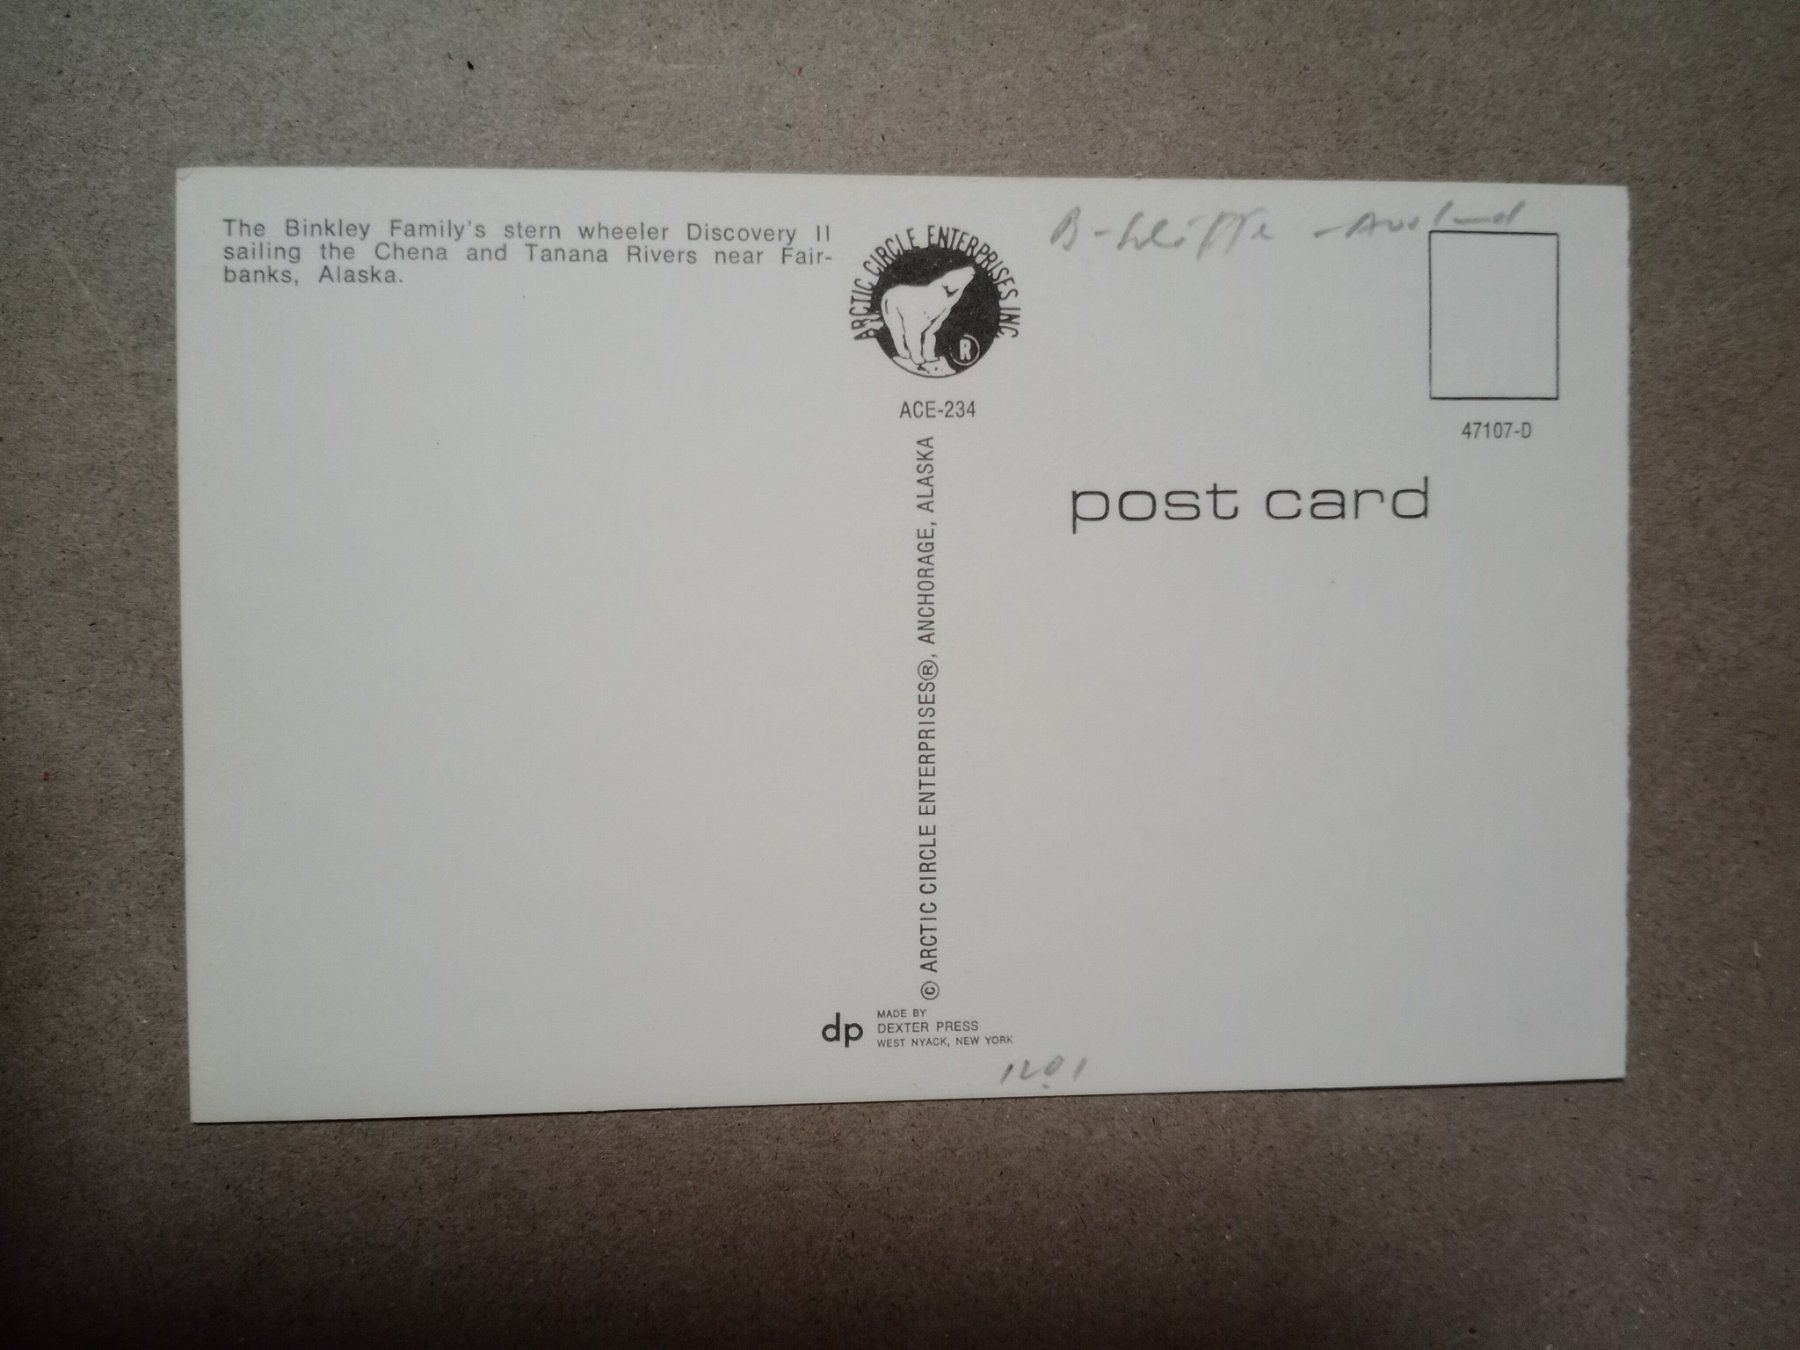 The Binkley Family's stern wheeler Discovery II
sailing the Chena and Tanana Rivers near Fair-
banks, Alaska.
ARCTIC CIRCLE ENTERPRISES INC.
R
ACE-234
© ARCTIC CIRCLE ENTERPRISES®, ANCHORAGE, ALASKA
dp
MADE BY
DEXTER PRESS
WEST NYACK, NEW YORK
1201
47107-D
post card